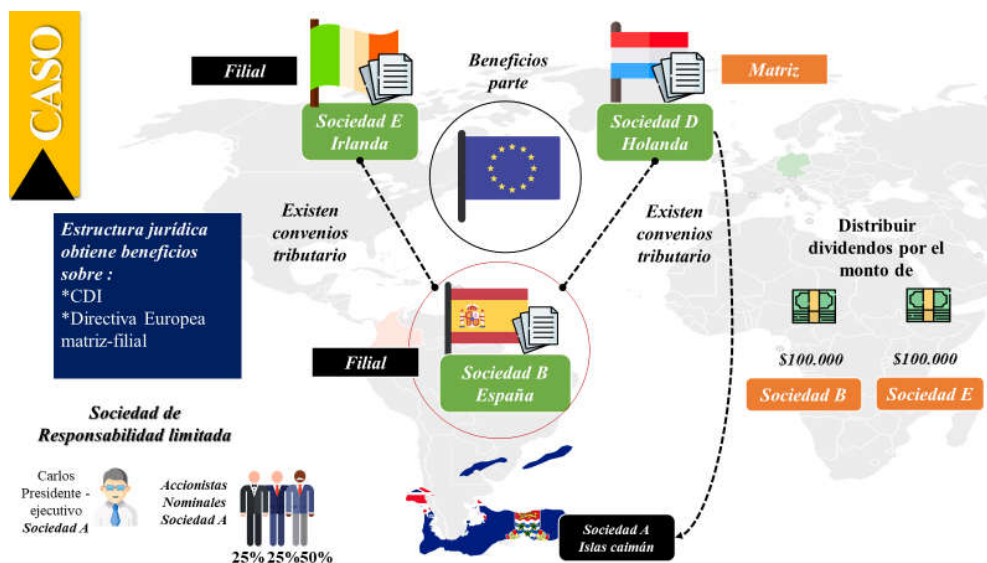 CASO
Filial
Sociedad E
Irlanda
Beneficios
parte
Matriz
Sociedad D
Holanda
Existen
convenios
tributario
Existen
convenios
tributario
Estructura jurídica
obtiene beneficios
sobre :
*CDI
*Directiva Europea
matriz-filial
Filial
Sociedad B
España
Distribuir
dividendos por el
monto de
$100.000
$100.000
Sociedad B
Sociedad E
Sociedad de
Responsabilidad limitada
Carlos
Presidente -
ejecutivo
Sociedad A
Accionistas
Nominales
Sociedad A
25% 25%50%
Sociedad A
Islas caimán